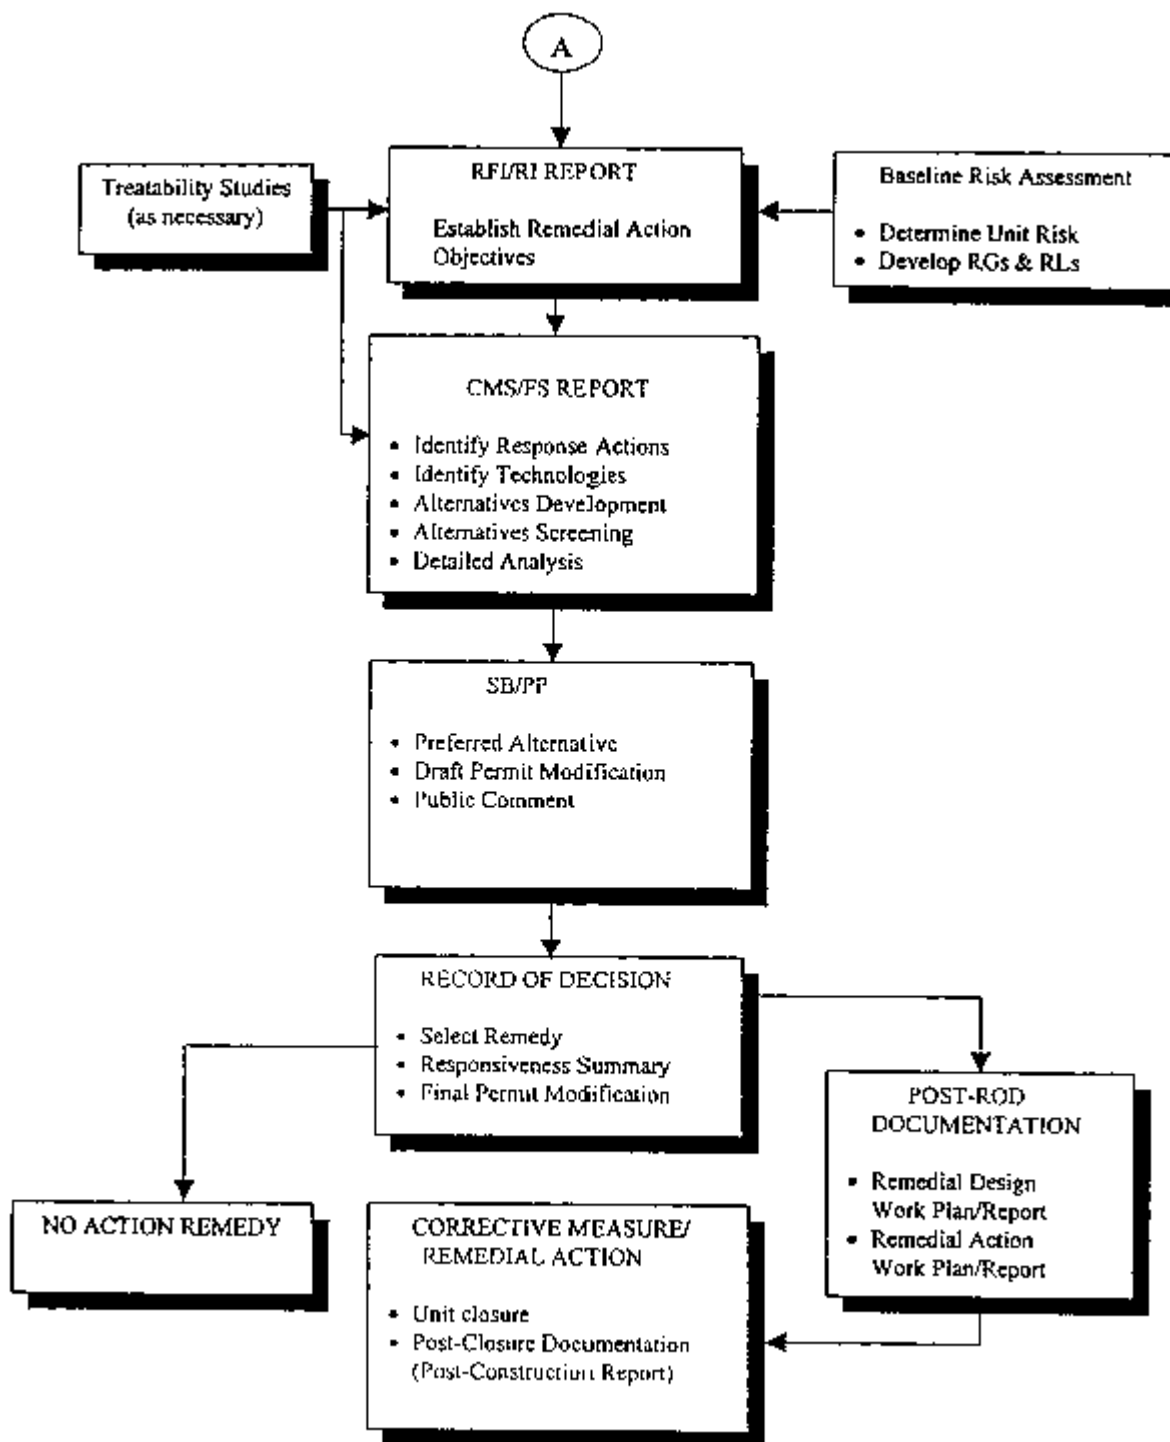 A
RFI/RI REPORT
Establish Remedial Action
Objectives
Treatability Studies
(as necessary)
Baseline Risk Assessment
• Determine Unit Risk
• Develop RGs & RLs
CMS/FS REPORT
• Identify Response Actions
• Identify Technologies
• Alternatives Development
• Alternatives Screening
• Detailed Analysis
SB/PP
• Preferred Alternative
• Draft Permit Modification
• Public Comment
RECORD OF DECISION
• Select Remedy
• Responsiveness Summary
• Final Permit Modification
POST-ROD
DOCUMENTATION
• Remedial Design
Work Plan/Report
• Remedial Action
Work Plan/Report
NO ACTION REMEDY
CORRECTIVE MEASURE/
REMEDIAL ACTION
• Unit closure
• Post-Closure Documentation
(Post-Construction Report)